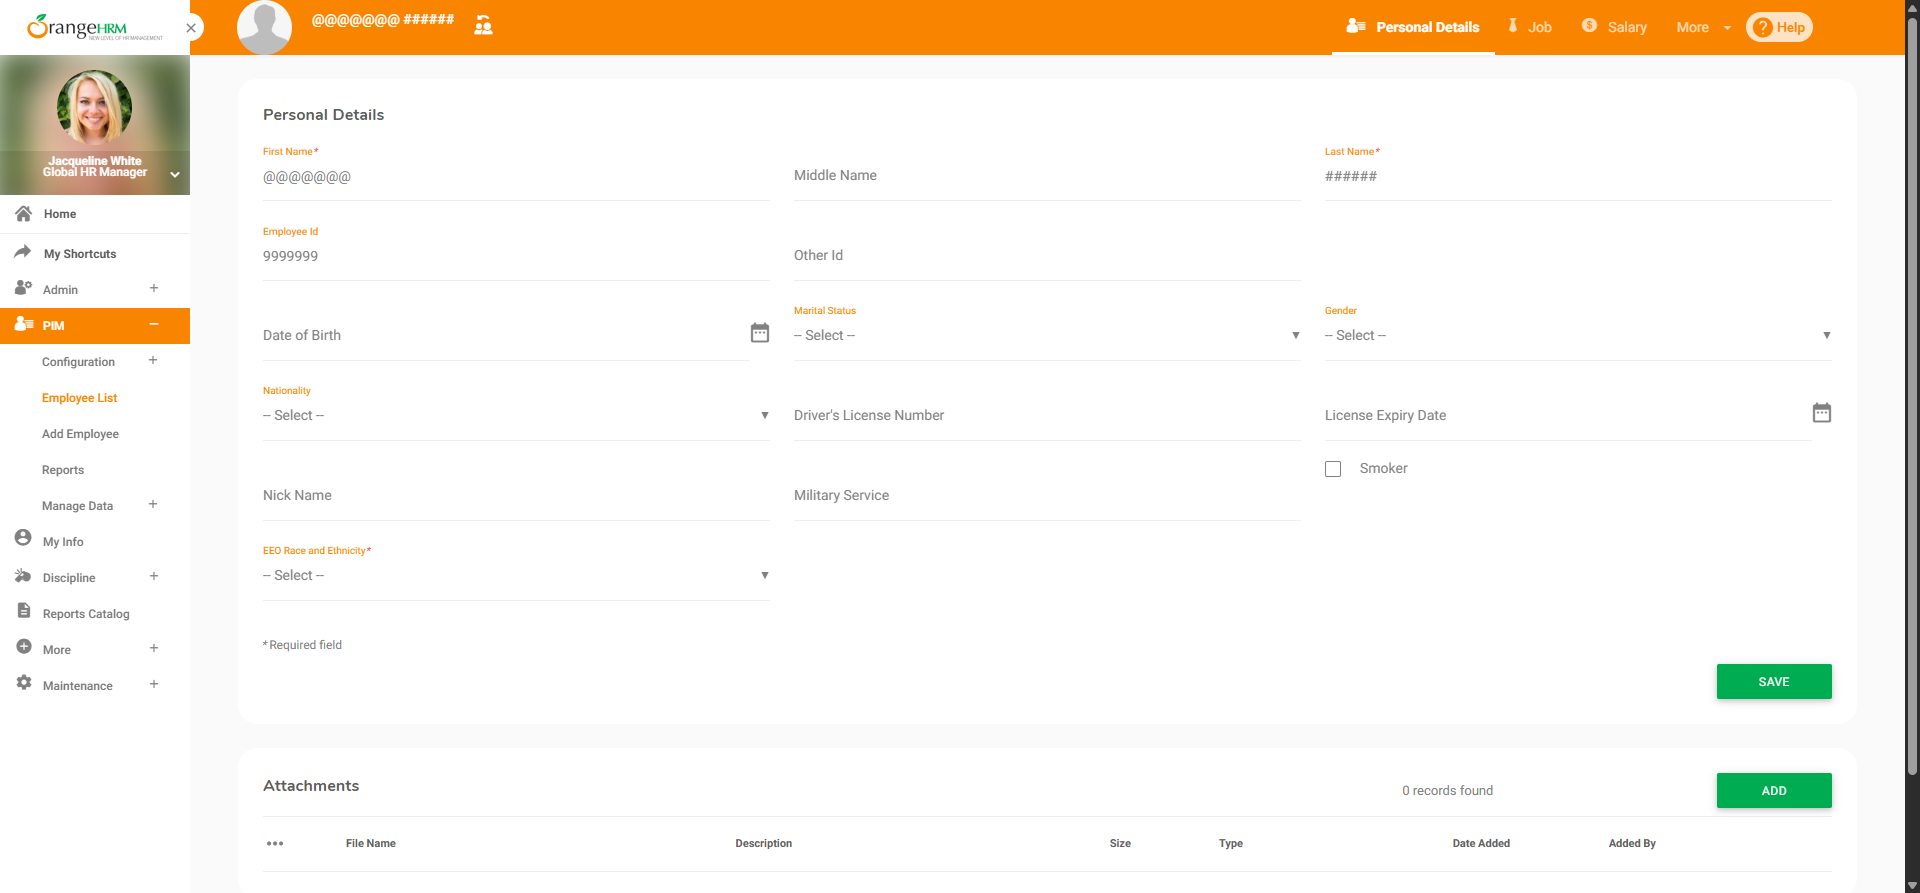 OrangeHRM
NEW LEVEL OF HR MANAGEMENT
@@@@@@@ ######
Personal Details
Job
Salary
More
? Help
Jacqueline White
Global HR Manager
Home
My Shortcuts
Admin +
PIM −
Configuration +
Employee List
Add Employee
Reports
Manage Data +
My Info
Discipline +
Reports Catalog
More +
Maintenance +
Personal Details
First Name* Last Name*
@@@@@@@ Middle Name ######
Employee Id
9999999 Other Id
Marital Status Gender
Date of Birth -- Select -- -- Select --
Nationality
-- Select -- Driver's License Number License Expiry Date
Smoker
Nick Name Military Service
EEO Race and Ethnicity*
-- Select --
* Required field
SAVE
Attachments 0 records found ADD
File Name Description Size Type Date Added Added By